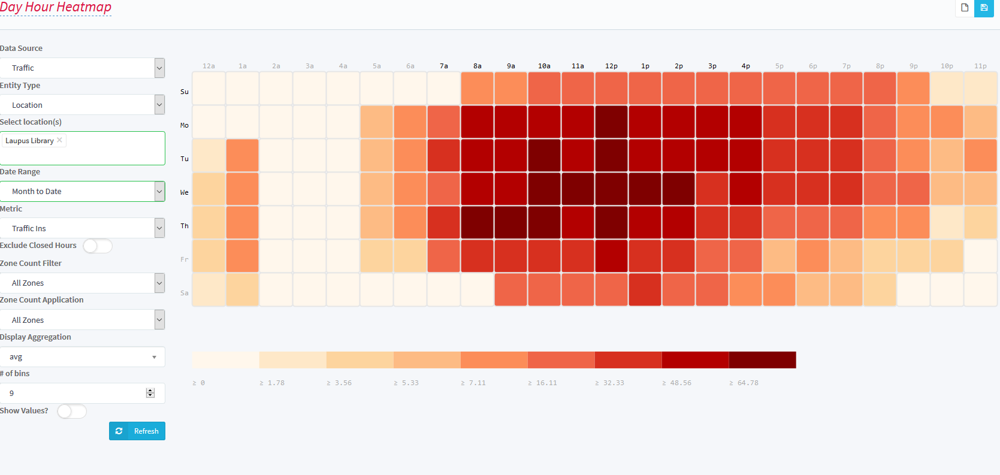 Day Hour Heatmap
Data Source
Traffic
Entity Type
Location
Select location(s)
Laupus Library ×
Date Range
Month to Date
Metric
Traffic Ins
Exclude Closed Hours
Zone Count Filter
All Zones
Zone Count Application
All Zones
Display Aggregation
avg
# of bins
9
Show Values?
Refresh
12a 1a 2a 3a 4a 5a 6a 7a 8a 9a 10a 11a 12p 1p 2p 3p 4p 5p 6p 7p 8p 9p 10p 11p
Su
Mo
Tu
We
Th
Fr
Sa
≥ 0 ≥ 1.78 ≥ 3.56 ≥ 5.33 ≥ 7.11 ≥ 16.11 ≥ 32.33 ≥ 48.56 ≥ 64.78